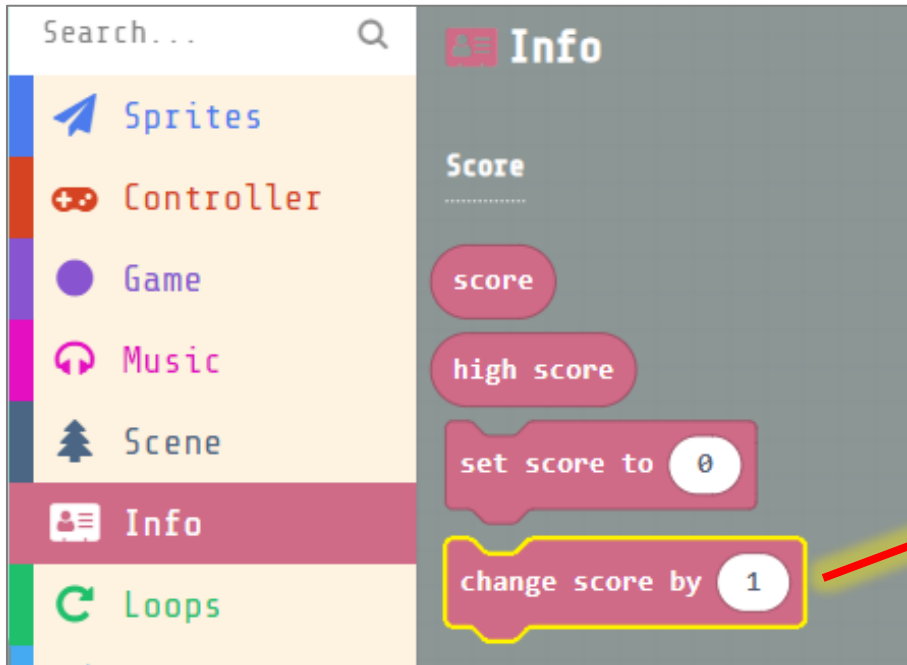 Search...
Sprites
Controller
Game
Music
Scene
Info
Loops
Info
Score
score
high score
set score to 0
change score by 1